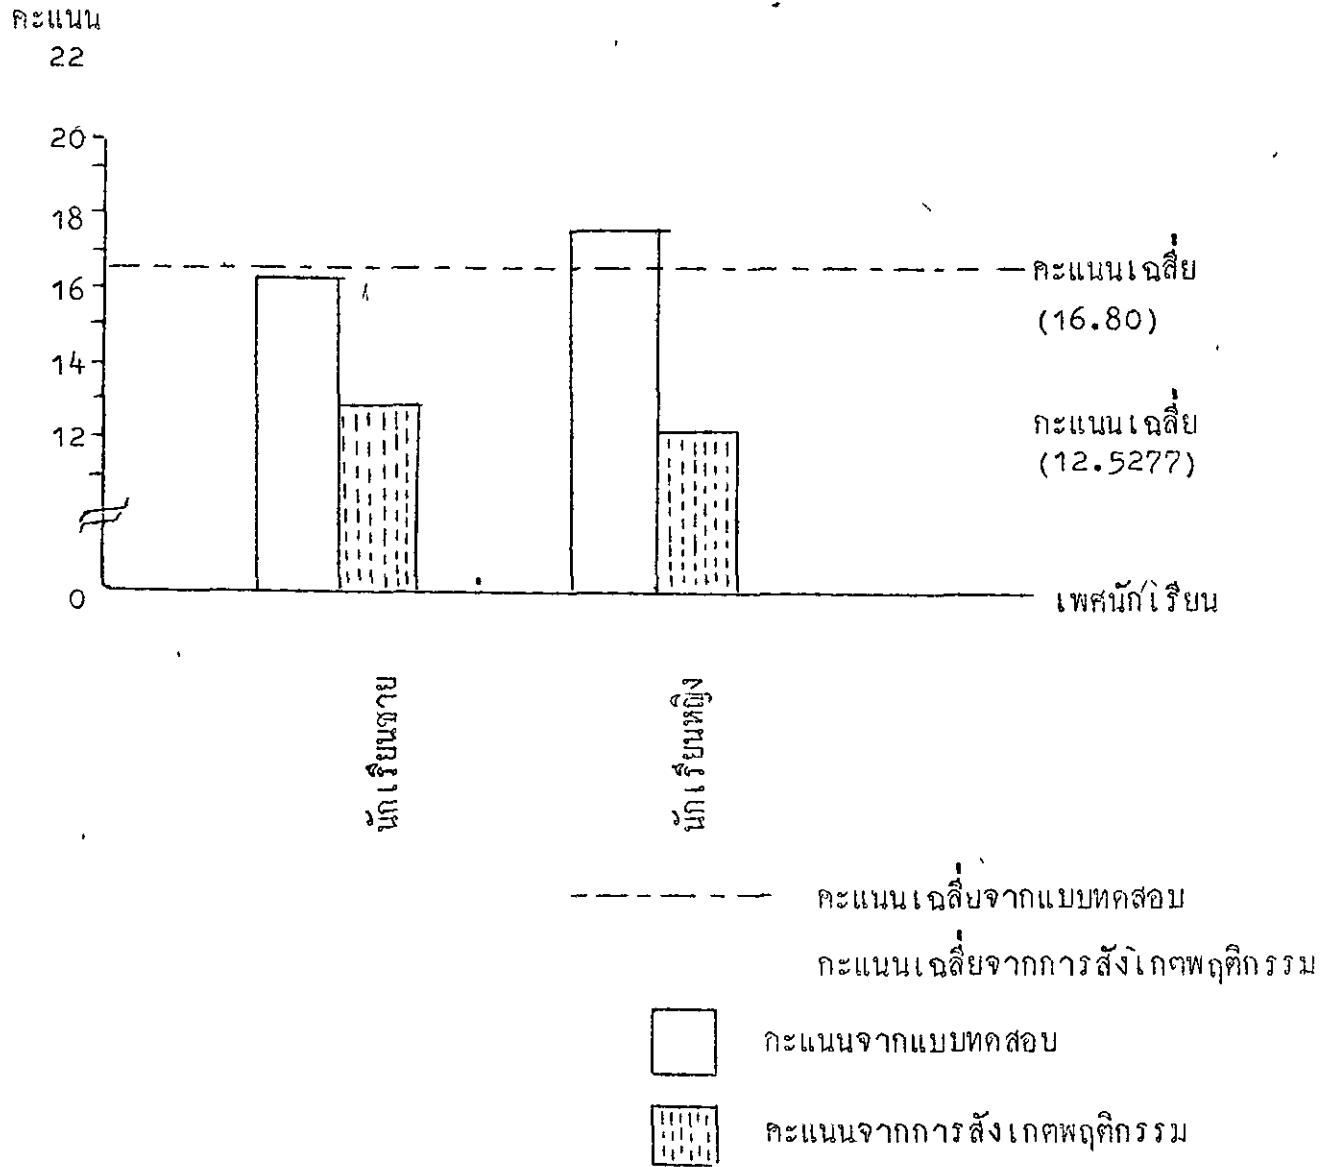 คะแนน
22
20
18
16
14
12
0
คะแนนเฉลี่ย
(16.80)
คะแนนเฉลี่ย
(12.5277)
เพศนักเรียน
นักเรียนชาย
นักเรียนหญิง
คะแนนเฉลี่ยจากแบบทดสอบ
คะแนนเฉลี่ยจากการสังเกตพฤติกรรม
คะแนนจากแบบทดสอบ
คะแนนจากการสังเกตพฤติกรรม